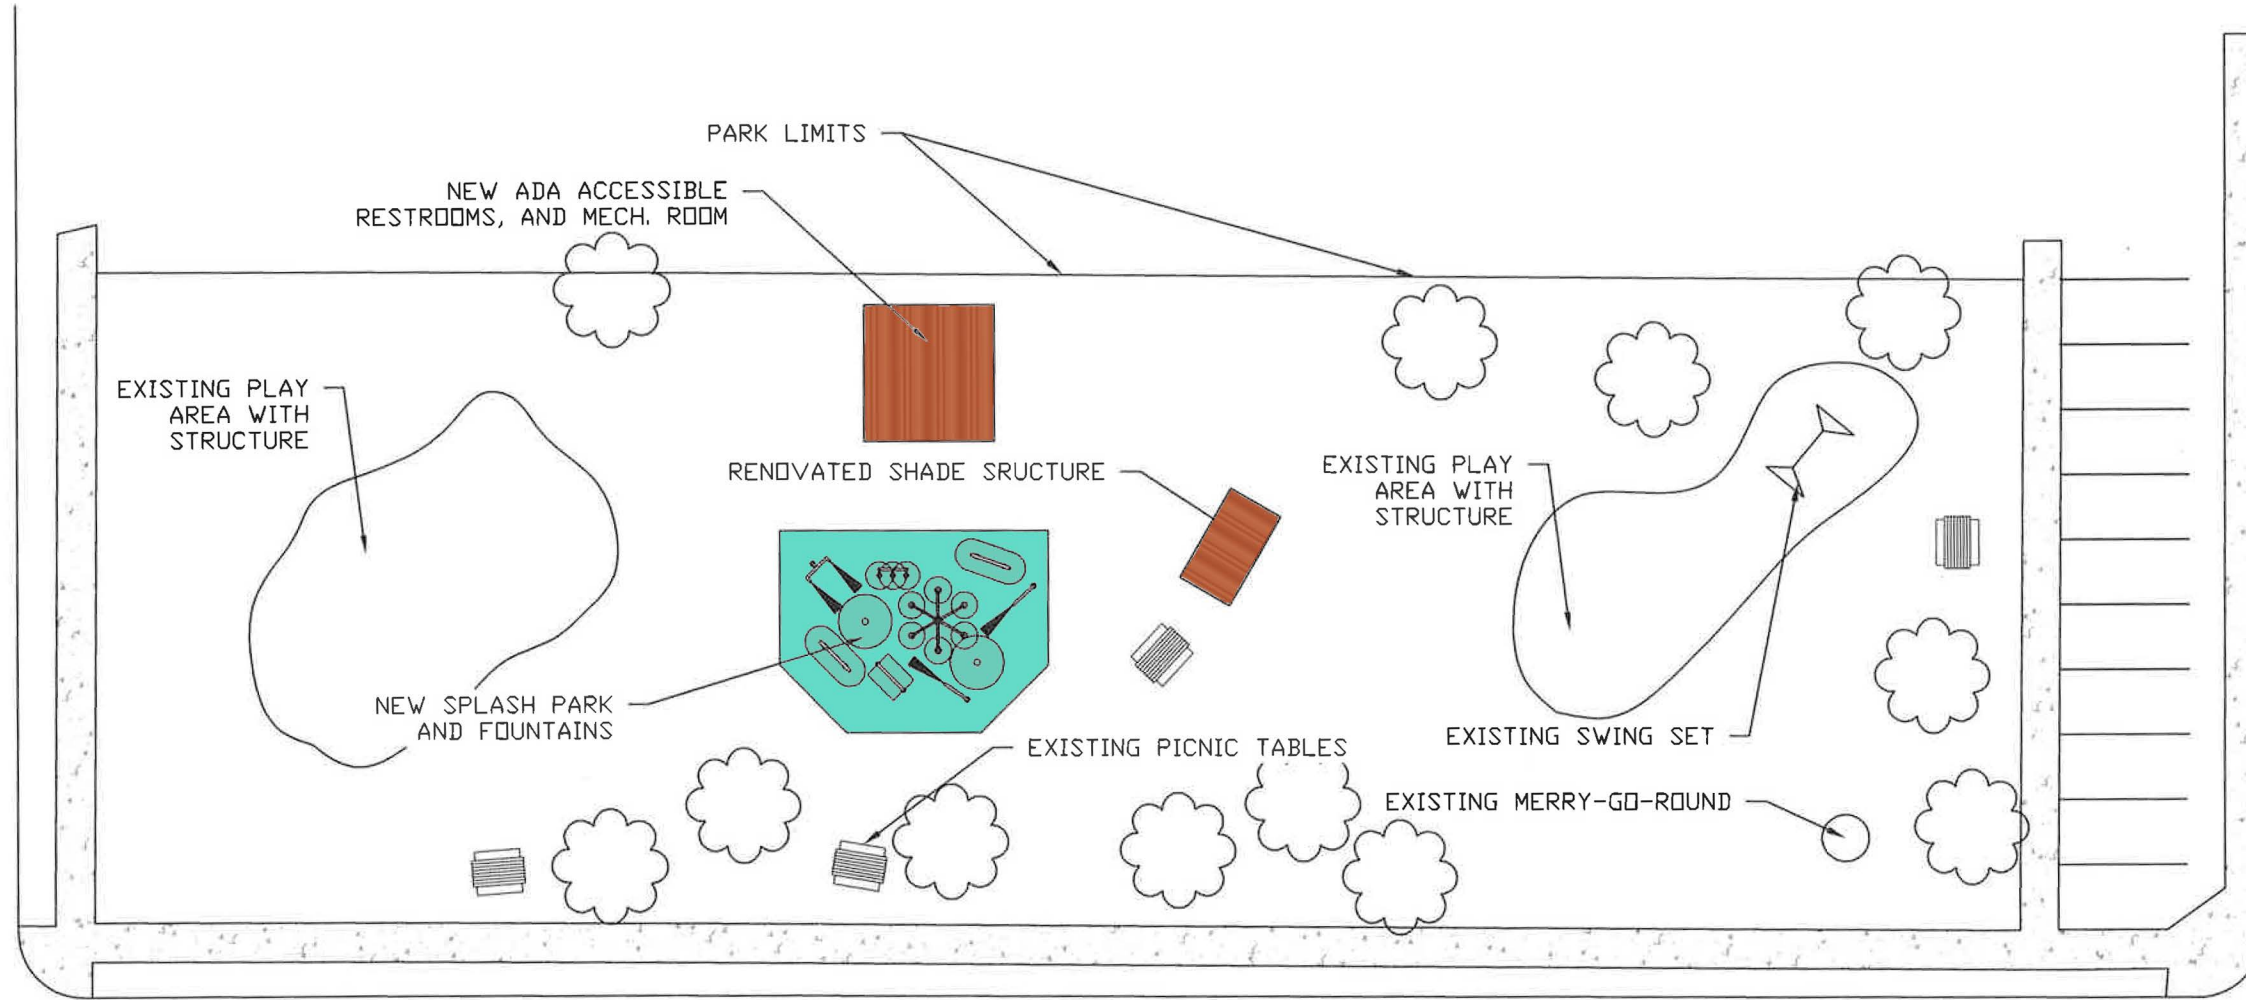 PARK LIMITS
NEW ADA ACCESSIBLE
RESTROOMS, AND MECH. ROOM
EXISTING PLAY
AREA WITH
STRUCTURE
RENOVATED SHADE SRUCTURE
EXISTING PLAY
AREA WITH
STRUCTURE
NEW SPLASH PARK
AND FOUNTAINS
EXISTING PICNIC TABLES
EXISTING SWING SET
EXISTING MERRY-GO-ROUND